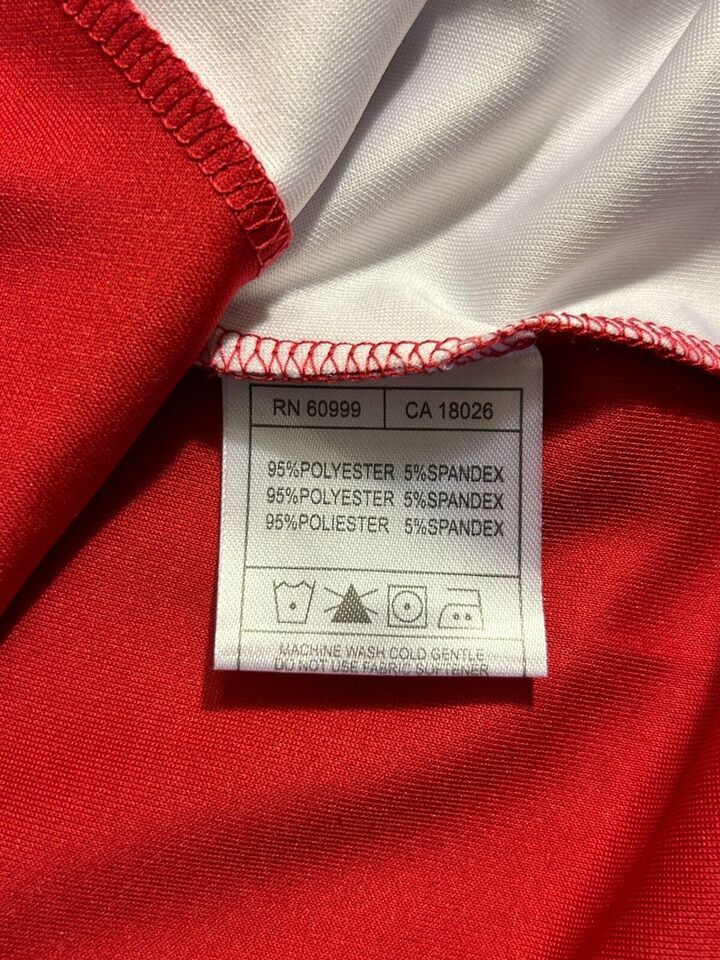 RN 60999 CA 18026
95%POLYESTER 5%SPANDEX
95%POLYESTER 5%SPANDEX
95%POLIESTER 5%SPANDEX
MACHINE WASH COLD GENTLE
DO NOT USE FABRIC SOFTENER